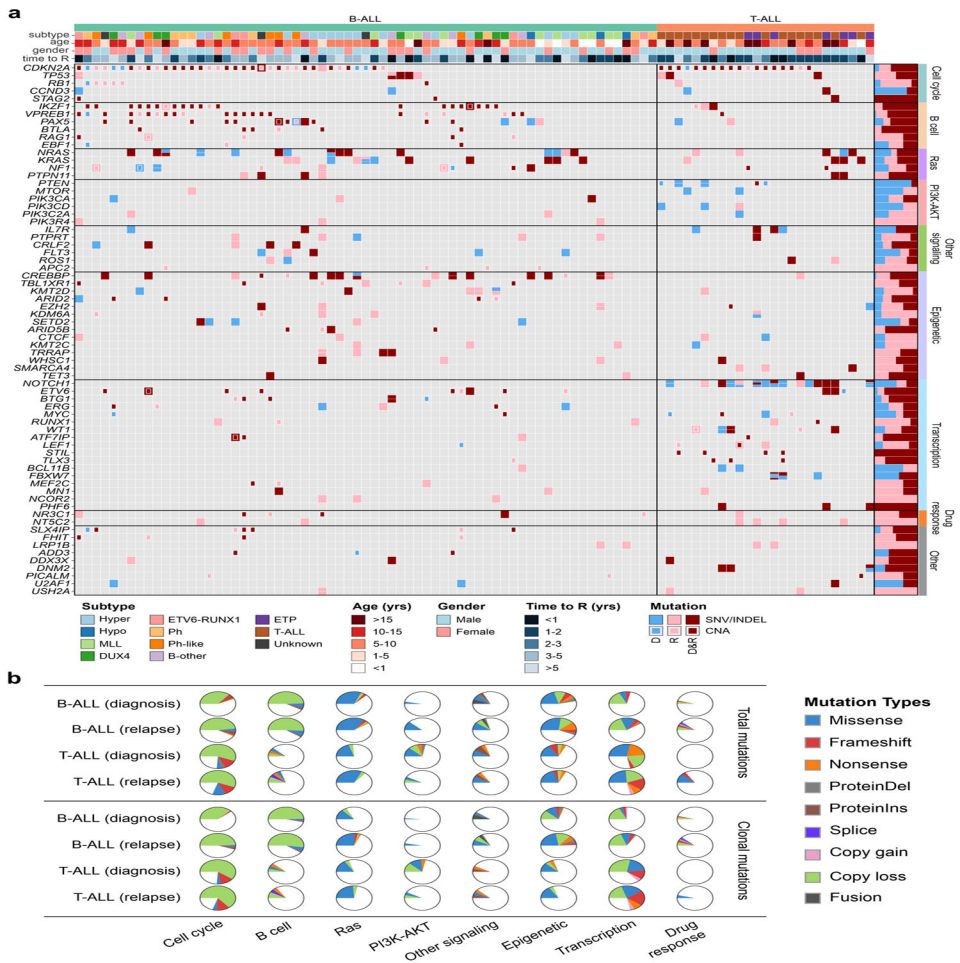 a
B-ALL
T-ALL
subtype
age
gender
time to R
CDKN2A
TP53
RB1
CCND3
STAG2
Cell cycle
IKZF1
VPREB1
PAX5
BTLA
RAG1
EBF1
B cell
NRAS
KRAS
NF1
PTPN11
Ras
PTEN
MTOR
PIK3CA
PIK3CD
PIK3C2A
PIK3R4
PI3K-AKT
IL7R
PTPRT
CRLF2
FLT3
ROS1
APC2
Other
signaling
CREBBP
TBL1XR1
KMT2D
ARID2
EZH2
KDM6A
SETD2
ARID5B
CTCF
KMT2C
TRRAP
WHSC1
SMARCA4
TET3
Epigenetic
NOTCH1
ETV6
BTG1
ERG
MYC
RUNX1
WT1
ATF7IP
LEF1
STIL
TLX3
BCL11B
FBXW7
MEF2C
MN1
NCOR2
PHF6
Transcription
NR3C1
NT5C2
Drug
response
SLX4IP
FHIT
LRP1B
ADD3
DDX3X
DNM2
PICALM
U2AF1
USH2A
Other
Subtype
Hyper
Hypo
MLL
DUX4
ETV6-RUNX1
Ph
Ph-like
B-other
ETP
T-ALL
Unknown
Age (yrs)
>15
10-15
5-10
1-5
<1
Gender
Male
Female
Time to R (yrs)
<1
1-2
2-3
3-5
>5
Mutation
SNV/INDEL
CNA
D
R
D&R
b
B-ALL (diagnosis)
B-ALL (relapse)
T-ALL (diagnosis)
T-ALL (relapse)
Total mutations
B-ALL (diagnosis)
B-ALL (relapse)
T-ALL (diagnosis)
T-ALL (relapse)
Clonal mutations
Cell cycle
B cell
Ras
PI3K-AKT
Other signaling
Epigenetic
Transcription
Drug
response
Mutation Types
Missense
Frameshift
Nonsense
ProteinDel
ProteinIns
Splice
Copy gain
Copy loss
Fusion